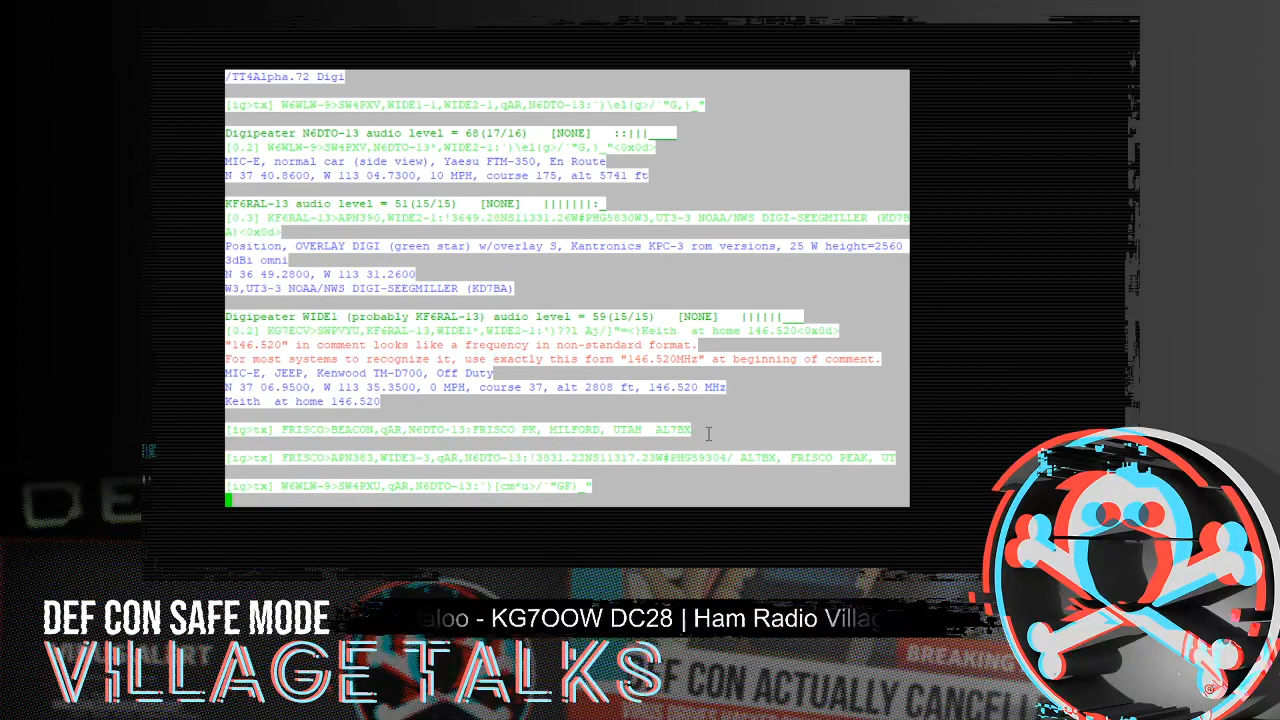 /TT4Alpha.72 Digi
[ig>tx] W6WLW-9>SW4PXV,WIDE1-1,WIDE2-1,qAR,N6DTO-13:`)\el{g>/`"G,}_"
Digipeater N6DTO-13 audio level = 68(17/16) [NONE] ::|||____
[0.2] W6WLW-9>SW4PXV,N6DTO-13*,WIDE2-1:`)\el{g>/`"G,}_"<0x0d>
MIC-E, normal car (side view), Yaesu FTM-350, En Route
N 37 40.8600, W 113 04.7300, 10 MPH, course 175, alt 5741 ft
KF6RAL-13 audio level = 51(15/15) [NONE] |||||||:_
[0.3] KF6RAL-13>APN390,WIDE2-1:!3649.28NS11331.26W#PHG5830W3,UT3-3 NOAA/NWS DIGI-SEEGMILLER (KD7B
A)<0x0d>
Position, OVERLAY DIGI (green star) w/overlay S, Kantronics KPC-3 rom versions, 25 W height=2560
3dBi omni
N 36 49.2800, W 113 31.2600
W3,UT3-3 NOAA/NWS DIGI-SEEGMILLER (KD7BA)
Digipeater WIDE1 (probably KF6RAL-13) audio level = 59(15/15) [NONE] ||||||___
[0.2] KG7ECV>SWPVYU,KF6RAL-13,WIDE1*,WIDE2-1:')??l Aj/]"=<}Keith at home 146.520<0x0d>
"146.520" in comment looks like a frequency in non-standard format.
For most systems to recognize it, use exactly this form "146.520MHz" at beginning of comment.
MIC-E, JEEP, Kenwood TM-D700, Off Duty
N 37 06.9500, W 113 35.3500, 0 MPH, course 37, alt 2808 ft, 146.520 MHz
Keith at home 146.520
[ig>tx] FRISCO>BEACON,qAR,N6DTO-13:FRISCO PK, MILFORD, UTAH AL7BX
[ig>tx] FRISCO>APN383,WIDE3-3,qAR,N6DTO-13:!3831.22NS11317.23W#PHG59304/ AL7BX, FRISCO PEAK, UT
[ig>tx] W6WLW-9>SW4PXU,qAR,N6DTO-13:`)[cm*u>/`"GF}_"
DEF CON SAFE MODE
aloo - KG7OOW DC28 | Ham Radio Villag
VILLAGE TALKS
BREAKING
DEF CON ACTUALLY CANCELL